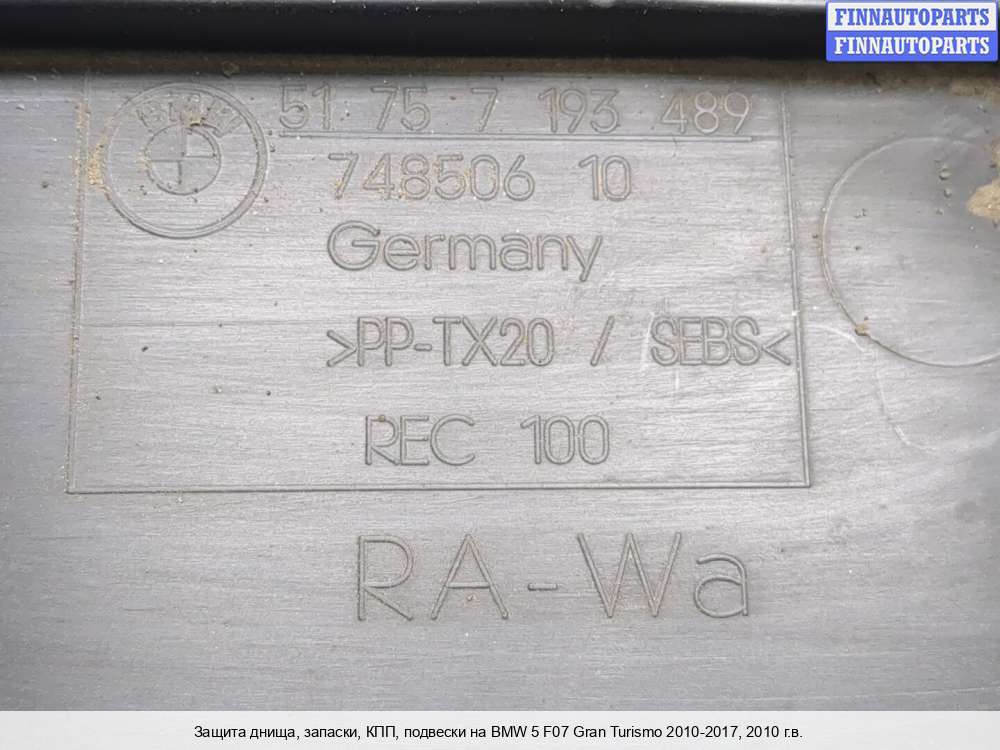 FINNAUTOPARTS
FINNAUTOPARTS
BMW
51 75 7 193 489
748506 10
Germany
>PP-TX20 / SEBS<
REC 100
RA-Wa
Защита днища, запаски, КПП, подвески на BMW 5 F07 Gran Turismo 2010-2017, 2010 г.в.